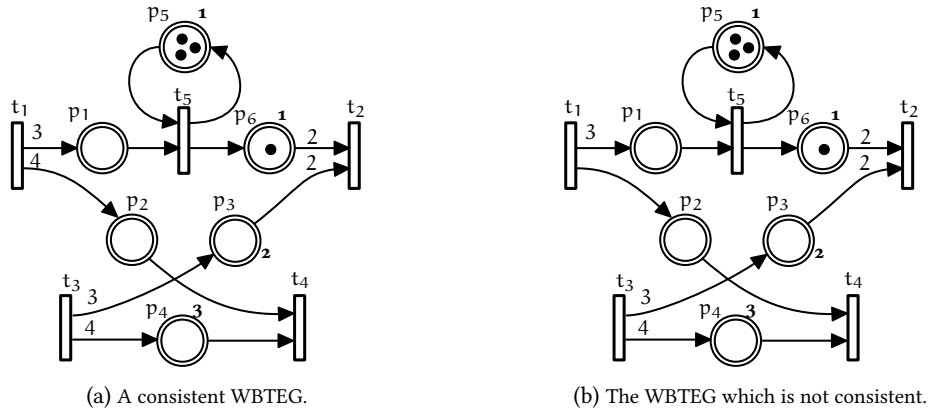 p5 1
t1 p1 t5 p6 1 t2
3 2
4 2
p2 p3
2
t3 3 t4
4 p4 3
(a) A consistent WBTEG.
p5 1
t1 p1 t5 p6 1 t2
3 2
2
p2 p3
2
t3 3 t4
4 p4 3
(b) The WBTEG which is not consistent.